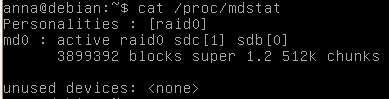 anna@debian:~$ cat /proc/mdstat
Personalities : [raid0]
md0 : active raid0 sdc[1] sdb[0]
      3899392 blocks super 1.2 512k chunks

unused devices: <none>